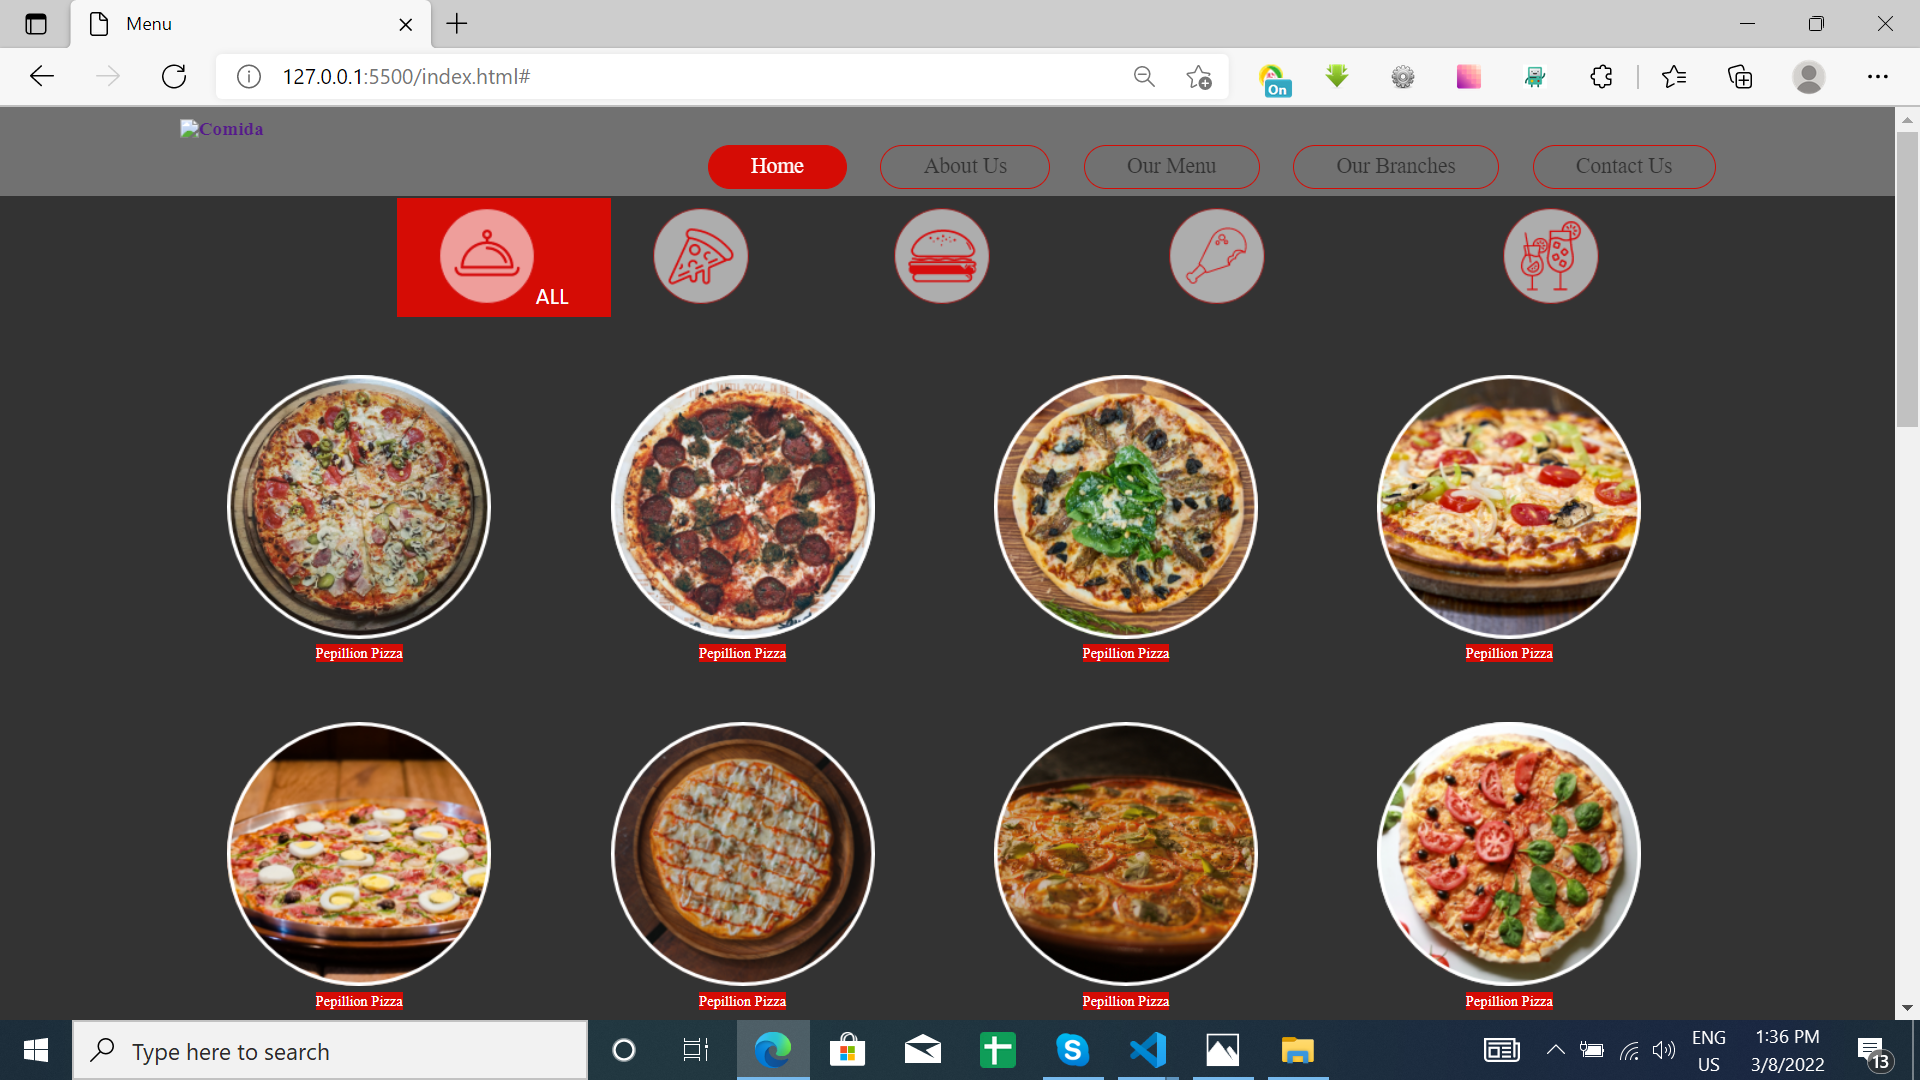 Menu
127.0.0.1:5500/index.html#
On
Comida
Home
About Us
Our Menu
Our Branches
Contact Us
ALL
Pepillion Pizza
Pepillion Pizza
Pepillion Pizza
Pepillion Pizza
Pepillion Pizza
Pepillion Pizza
Pepillion Pizza
Pepillion Pizza
Type here to search
ENG
US
1:36 PM
3/8/2022
13